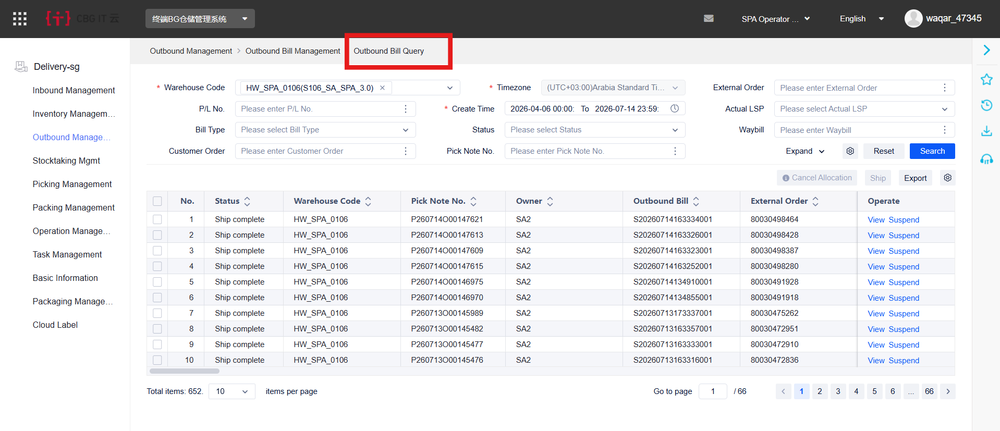 CBG IT 云
终端BG仓储管理系统
SPA Operator ...
English
waqar_47345
Outbound Management > Outbound Bill Management
Outbound Bill Query
Delivery-sg
Inbound Management
Inventory Managem...
Outbound Manage...
Stocktaking Mgmt
Picking Management
Packing Management
Operation Manage...
Task Management
Basic Information
Packaging Manage...
Cloud Label
* Warehouse Code HW_SPA_0106(S106_SA_SPA_3.0) × * Timezone (UTC+03:00)Arabia Standard Ti... External Order Please enter External Order
P/L No. Please enter P/L No. * Create Time 2026-04-06 00:00: To 2026-07-14 23:59: Actual LSP Please select Actual LSP
Bill Type Please select Bill Type Status Please select Status Waybill Please enter Waybill
Customer Order Please enter Customer Order Pick Note No. Please enter Pick Note No. Expand Reset Search
Cancel Allocation Ship Export
No. Status Warehouse Code Pick Note No. Owner Outbound Bill External Order Operate
1 Ship complete HW_SPA_0106 P260714O00147621 SA2 S20260714163334001 80030498464 View Suspend
2 Ship complete HW_SPA_0106 P260714O00147613 SA2 S20260714163326001 80030498428 View Suspend
3 Ship complete HW_SPA_0106 P260714O00147609 SA2 S20260714163323001 80030498387 View Suspend
4 Ship complete HW_SPA_0106 P260714O00147615 SA2 S20260714163252001 80030498280 View Suspend
5 Ship complete HW_SPA_0106 P260714O00146975 SA2 S20260714134910001 80030491928 View Suspend
6 Ship complete HW_SPA_0106 P260714O00146970 SA2 S20260714134855001 80030491918 View Suspend
7 Ship complete HW_SPA_0106 P260713O00145989 SA2 S20260713173337001 80030475262 View Suspend
8 Ship complete HW_SPA_0106 P260713O00145482 SA2 S20260713163357001 80030472951 View Suspend
9 Ship complete HW_SPA_0106 P260713O00145477 SA2 S20260713163333001 80030472910 View Suspend
10 Ship complete HW_SPA_0106 P260713O00145476 SA2 S20260713163316001 80030472836 View Suspend
Total items: 652. 10 items per page Go to page 1 / 66 < 1 2 3 4 5 6 ... 66 >